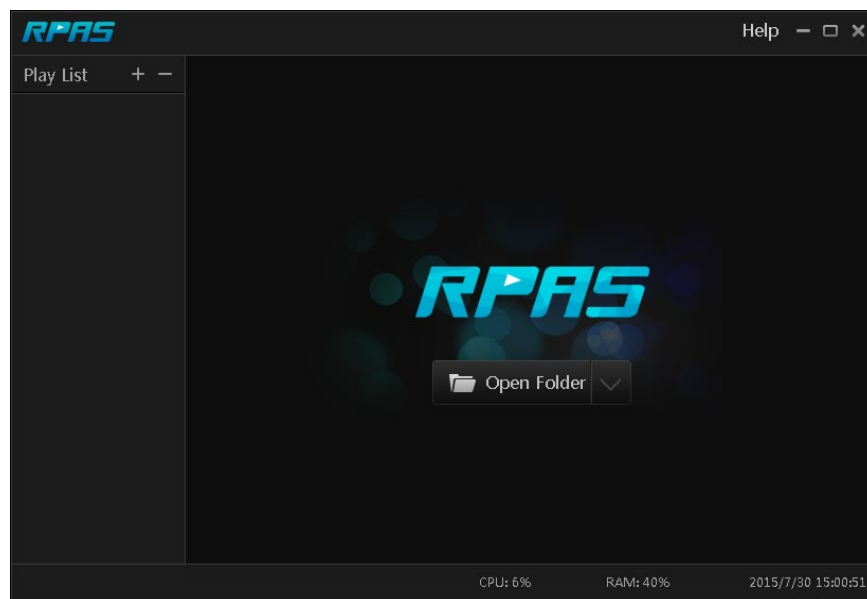 RPAS
Help
Play List + −
RPAS
Open Folder
CPU: 6% RAM: 40% 2015/7/30 15:00:51